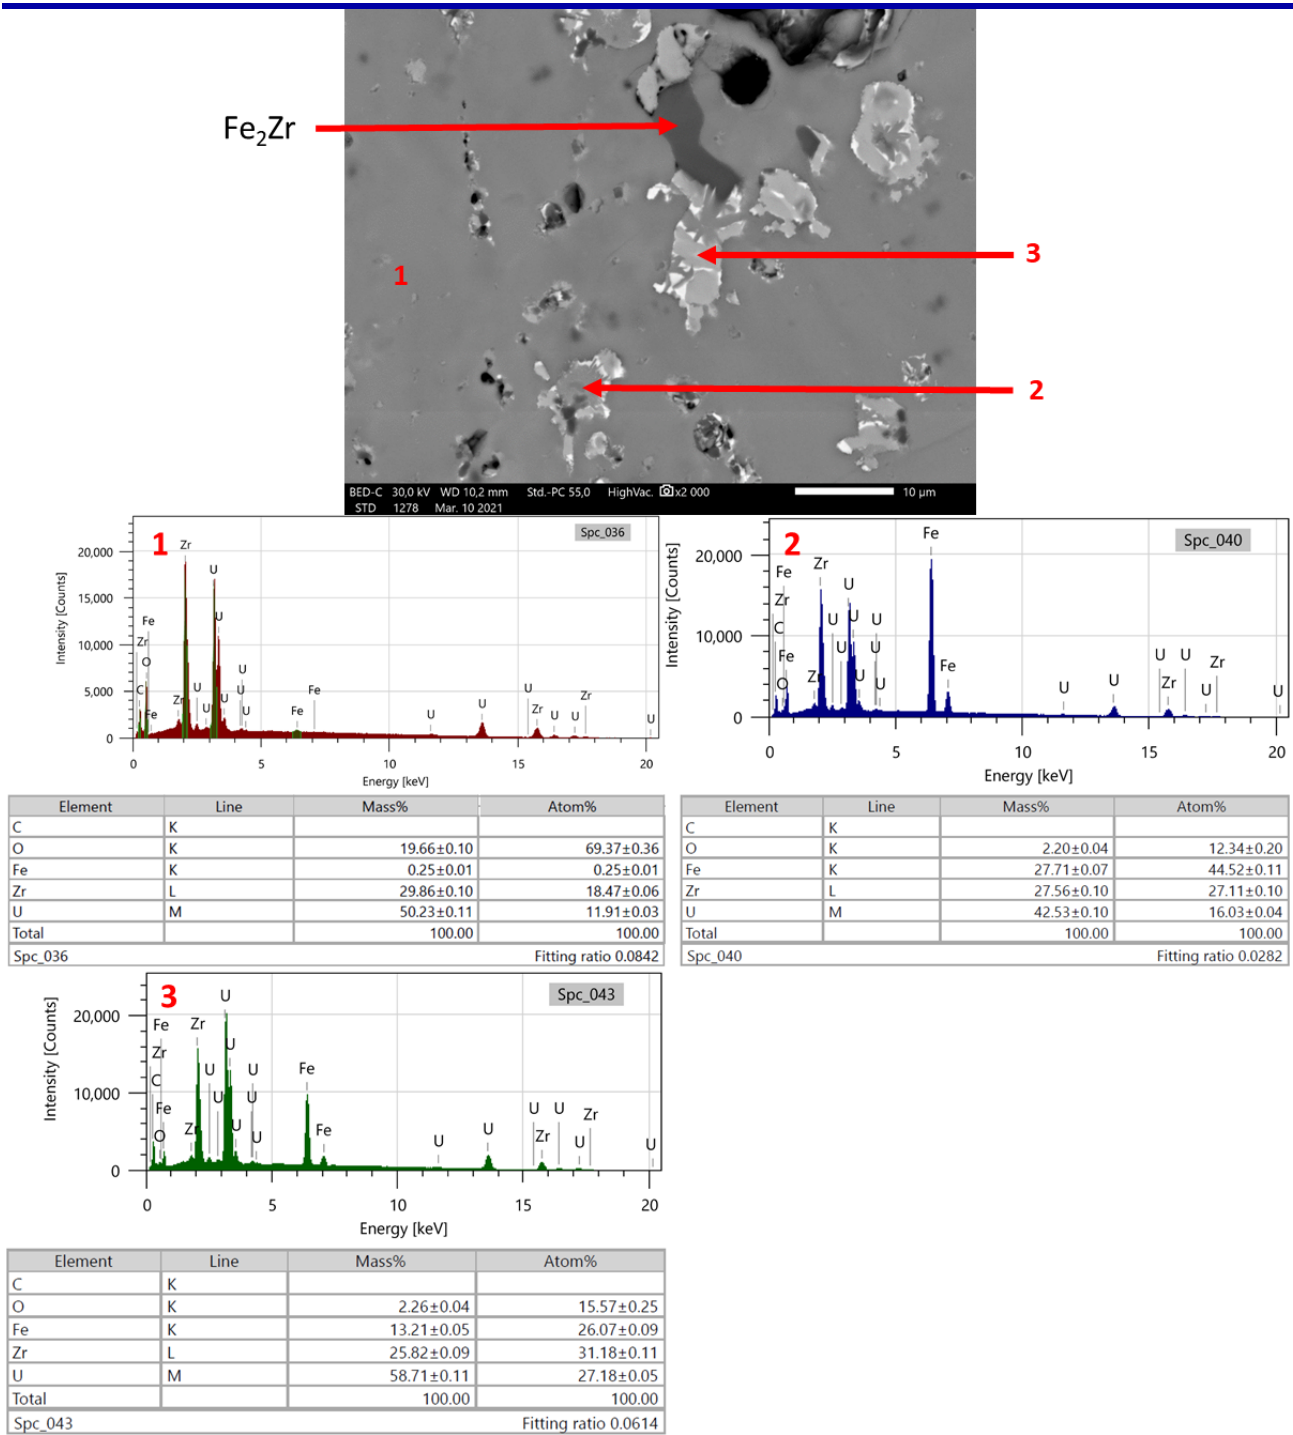 Fe₂Zr
3
1
2
BED-C 30,0 kV WD 10,2 mm Std.-PC 55,0 HighVac. x2 000 10 µm
STD 1278 Mar. 10 2021
1
Spc_036
Intensity [Counts]
20,000
15,000
10,000
5,000
0
Zr
U
U
Fe
Zr
O
C
Fe
Zr
U
U
U
U
U
U
Fe
Fe
U
U
U
Zr
U
U
Zr
U
0 5 10 15 20
Energy [keV]
2
Spc_040
Intensity [Counts]
20,000
10,000
0
Fe
Zr
C
Fe
O
Zr
Zr
U
U
U
U
U
U
U
U
Fe
Fe
U
U
U
Zr
U
U
Zr
U
0 5 10 15 20
Energy [keV]
Element Line Mass% Atom%
C K
O K 19.66±0.10 69.37±0.36
Fe K 0.25±0.01 0.25±0.01
Zr L 29.86±0.10 18.47±0.06
U M 50.23±0.11 11.91±0.03
Total 100.00 100.00
Spc_036 Fitting ratio 0.0842
Element Line Mass% Atom%
C K
O K 2.20±0.04 12.34±0.20
Fe K 27.71±0.07 44.52±0.11
Zr L 27.56±0.10 27.11±0.10
U M 42.53±0.10 16.03±0.04
Total 100.00 100.00
Spc_040 Fitting ratio 0.0282
3
Spc_043
Intensity [Counts]
20,000
10,000
0
Fe
Zr
C
Fe
O
Zr
Zr
U
U
U
U
U
U
U
U
Fe
Fe
U
U
U
Zr
U
U
Zr
U
0 5 10 15 20
Energy [keV]
Element Line Mass% Atom%
C K
O K 2.26±0.04 15.57±0.25
Fe K 13.21±0.05 26.07±0.09
Zr L 25.82±0.09 31.18±0.11
U M 58.71±0.11 27.18±0.05
Total 100.00 100.00
Spc_043 Fitting ratio 0.0614